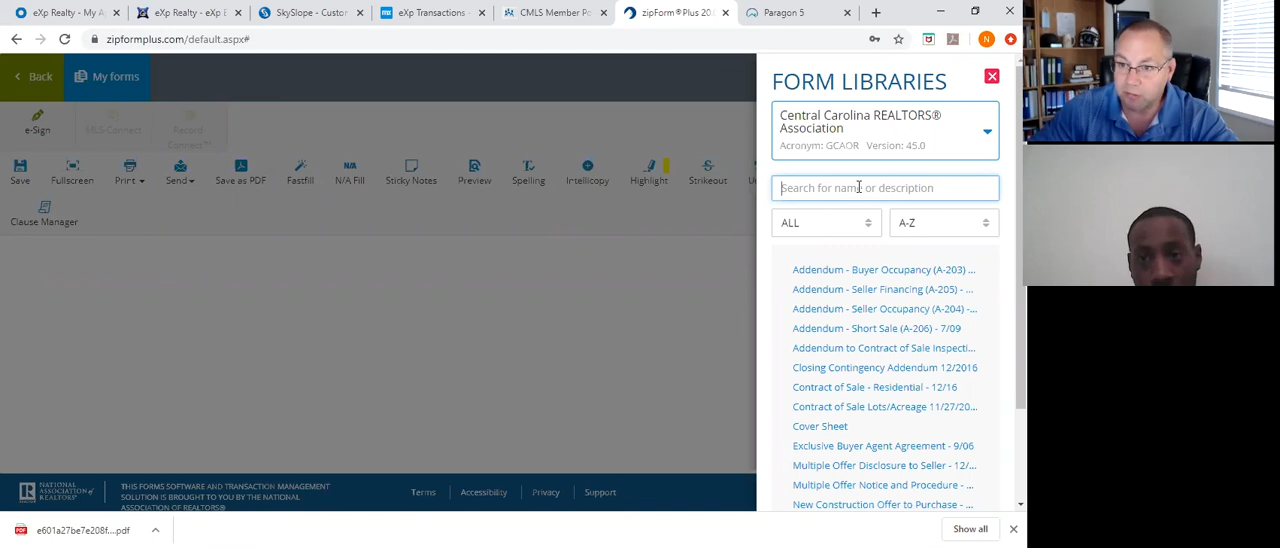 eXp Realty - My A
eXp Realty - eXp E
SkySlope - Custor
eXp Transactions -
CMLS Member Po
zipForm®Plus 20.
Paragon 5
zipformplus.com/default.aspx#
N
Back
My forms
e-Sign
MLS-Connect
Record-
Connect™
Save
Fullscreen
Print
Send
Save as PDF
Fastfill
N/A
N/A Fill
Sticky Notes
Preview
Spelling
Intellicopy
Highlight
Strikeout
Clause Manager
FORM LIBRARIES
Central Carolina REALTORS®
Association
Acronym: GCAOR Version: 45.0
Search for name or description
ALL
A-Z
Addendum - Buyer Occupancy (A-203) ...
Addendum - Seller Financing (A-205) - ...
Addendum - Seller Occupancy (A-204) -...
Addendum - Short Sale (A-206) - 7/09
Addendum to Contract of Sale Inspecti...
Closing Contingency Addendum 12/2016
Contract of Sale - Residential - 12/16
Contract of Sale Lots/Acreage 11/27/20...
Cover Sheet
Exclusive Buyer Agent Agreement - 9/06
Multiple Offer Disclosure to Seller - 12/...
Multiple Offer Notice and Procedure - ...
New Construction Offer to Purchase - ...
NATIONAL
ASSOCIATION of
REALTORS®
THIS FORMS SOFTWARE AND TRANSACTION MANAGEMENT
SOLUTION IS BROUGHT TO YOU BY THE NATIONAL
ASSOCIATION OF REALTORS®
Terms
Accessibility
Privacy
Support
e601a27be7e208f....pdf
Show all